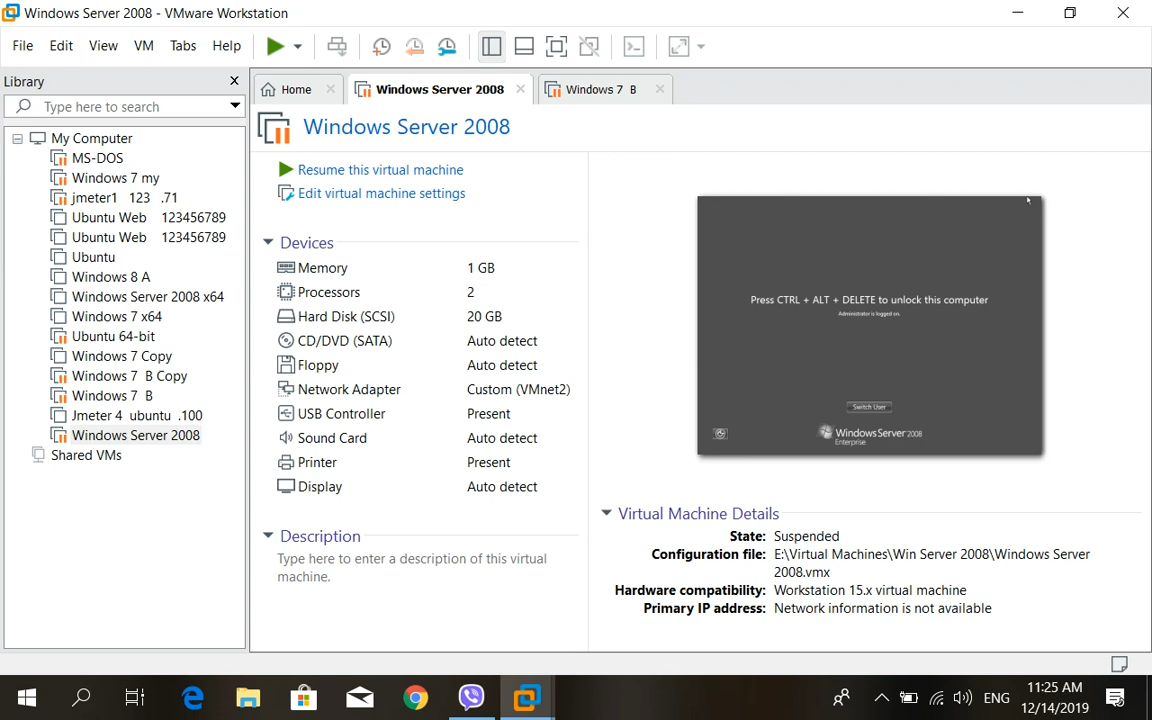 Windows Server 2008 - VMware Workstation
File Edit View VM Tabs Help
Library
Type here to search
My Computer
MS-DOS
Windows 7 my
jmeter1 123 .71
Ubuntu Web 123456789
Ubuntu Web 123456789
Ubuntu
Windows 8 A
Windows Server 2008 x64
Windows 7 x64
Ubuntu 64-bit
Windows 7 Copy
Windows 7 B Copy
Windows 7 B
Jmeter 4 ubuntu .100
Windows Server 2008
Shared VMs
Home Windows Server 2008 Windows 7 B
Windows Server 2008
Resume this virtual machine
Edit virtual machine settings
Devices
Memory 1 GB
Processors 2
Hard Disk (SCSI) 20 GB
CD/DVD (SATA) Auto detect
Floppy Auto detect
Network Adapter Custom (VMnet2)
USB Controller Present
Sound Card Auto detect
Printer Present
Display Auto detect
Description
Type here to enter a description of this virtual
machine.
Press CTRL + ALT + DELETE to unlock this computer
Administrator is logged on.
Switch User
Windows Server 2008
Enterprise
Virtual Machine Details
State: Suspended
Configuration file: E:\Virtual Machines\Win Server 2008\Windows Server
2008.vmx
Hardware compatibility: Workstation 15.x virtual machine
Primary IP address: Network information is not available
ENG
11:25 AM
12/14/2019